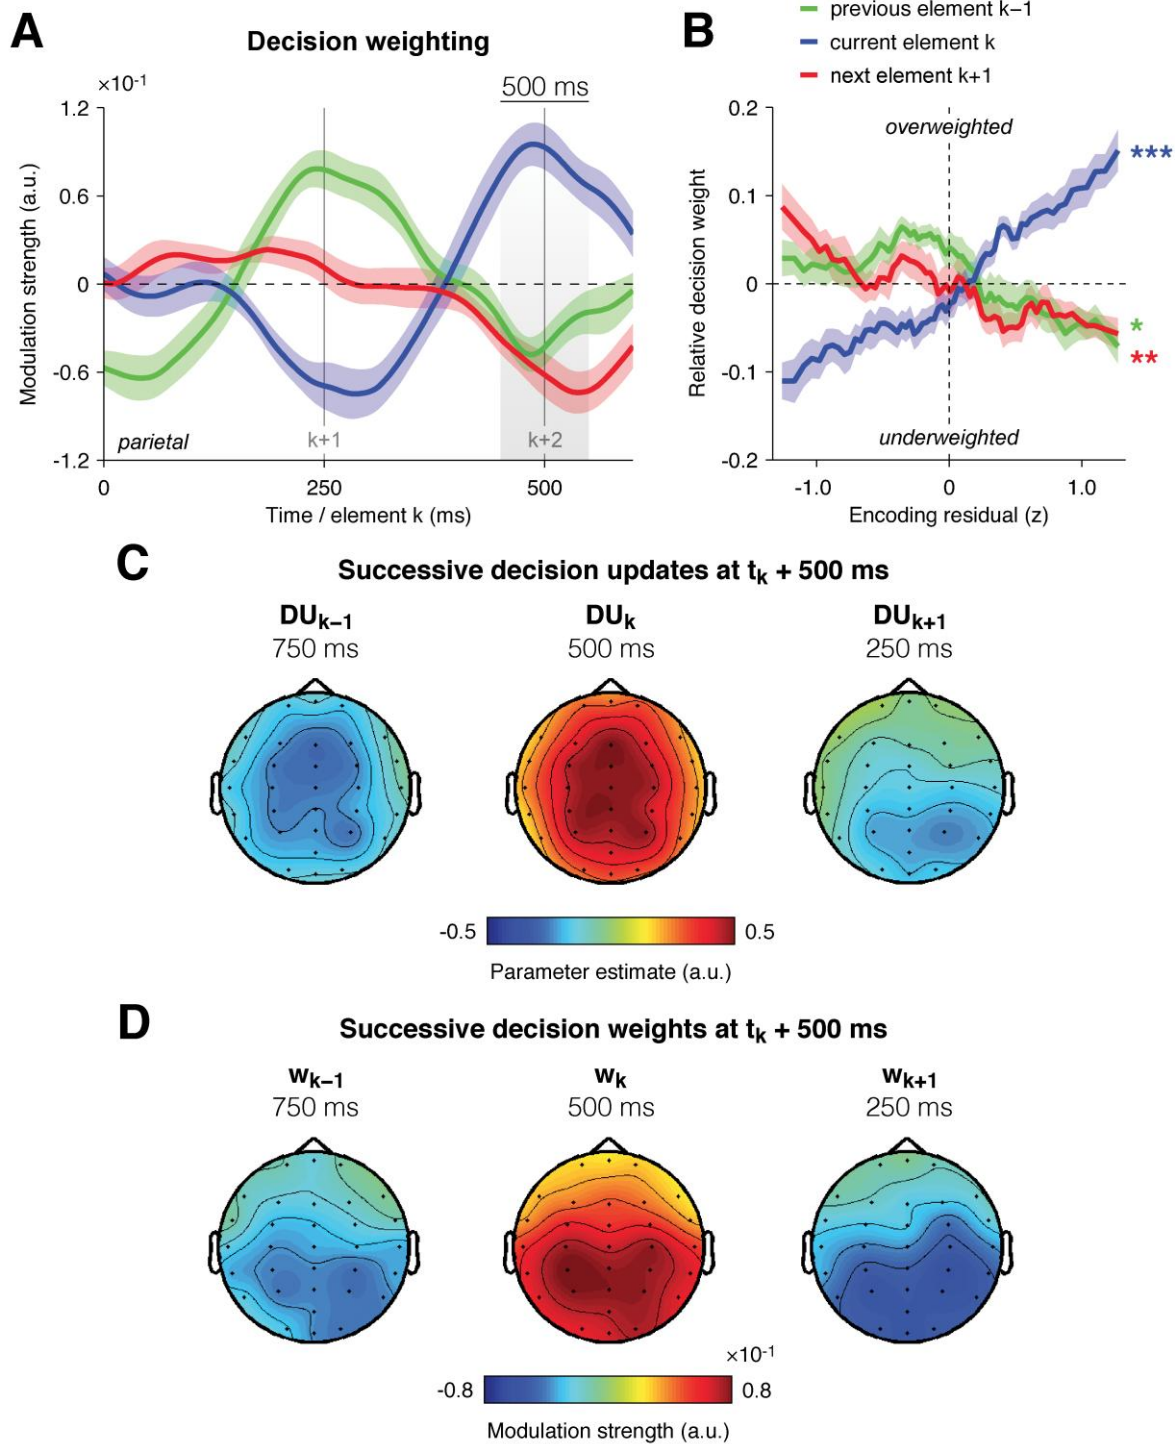 A
Decision weighting
×10⁻¹
500 ms
1.2
0.6
0
-0.6
-1.2
Modulation strength (a.u.)
parietal
k+1
k+2
0
250
500
Time / element k (ms)
B
previous element k−1
current element k
next element k+1
0.2
0.1
0
-0.1
-0.2
Relative decision weight
overweighted
underweighted
***
*
**
-1.0
0
1.0
Encoding residual (z)
C
Successive decision updates at tₖ + 500 ms
DUₖ₋₁
DUₖ
DUₖ₊₁
750 ms
500 ms
250 ms
-0.5
0.5
Parameter estimate (a.u.)
D
Successive decision weights at tₖ + 500 ms
wₖ₋₁
wₖ
wₖ₊₁
750 ms
500 ms
250 ms
×10⁻¹
-0.8
0.8
Modulation strength (a.u.)